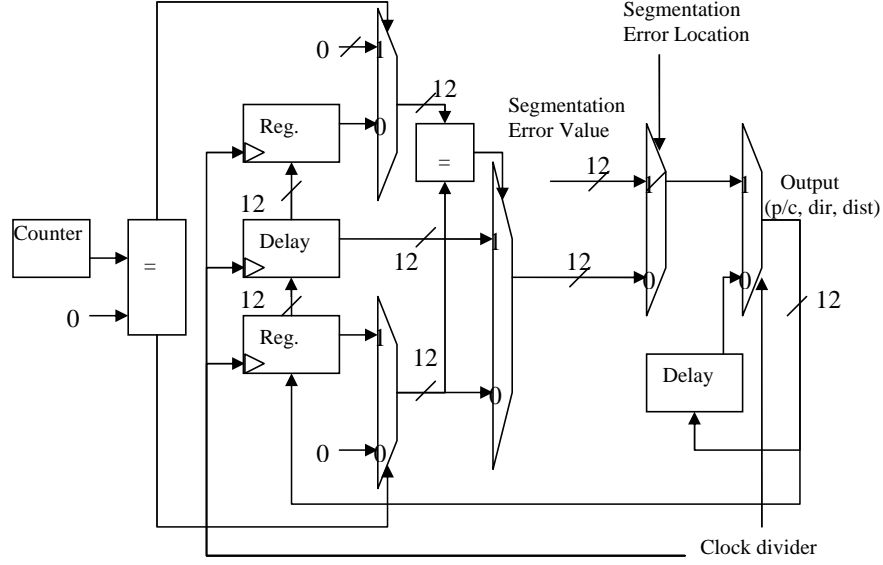 Segmentation
Error Location
0
1
12
Segmentation
Error Value
Reg.
0
=
12
1
1
Output
(p/c, dir, dist)
12
Counter
Delay
=
12
1
12
12
0
0
0
12
Reg.
1
12
Delay
0
0
0
Clock divider